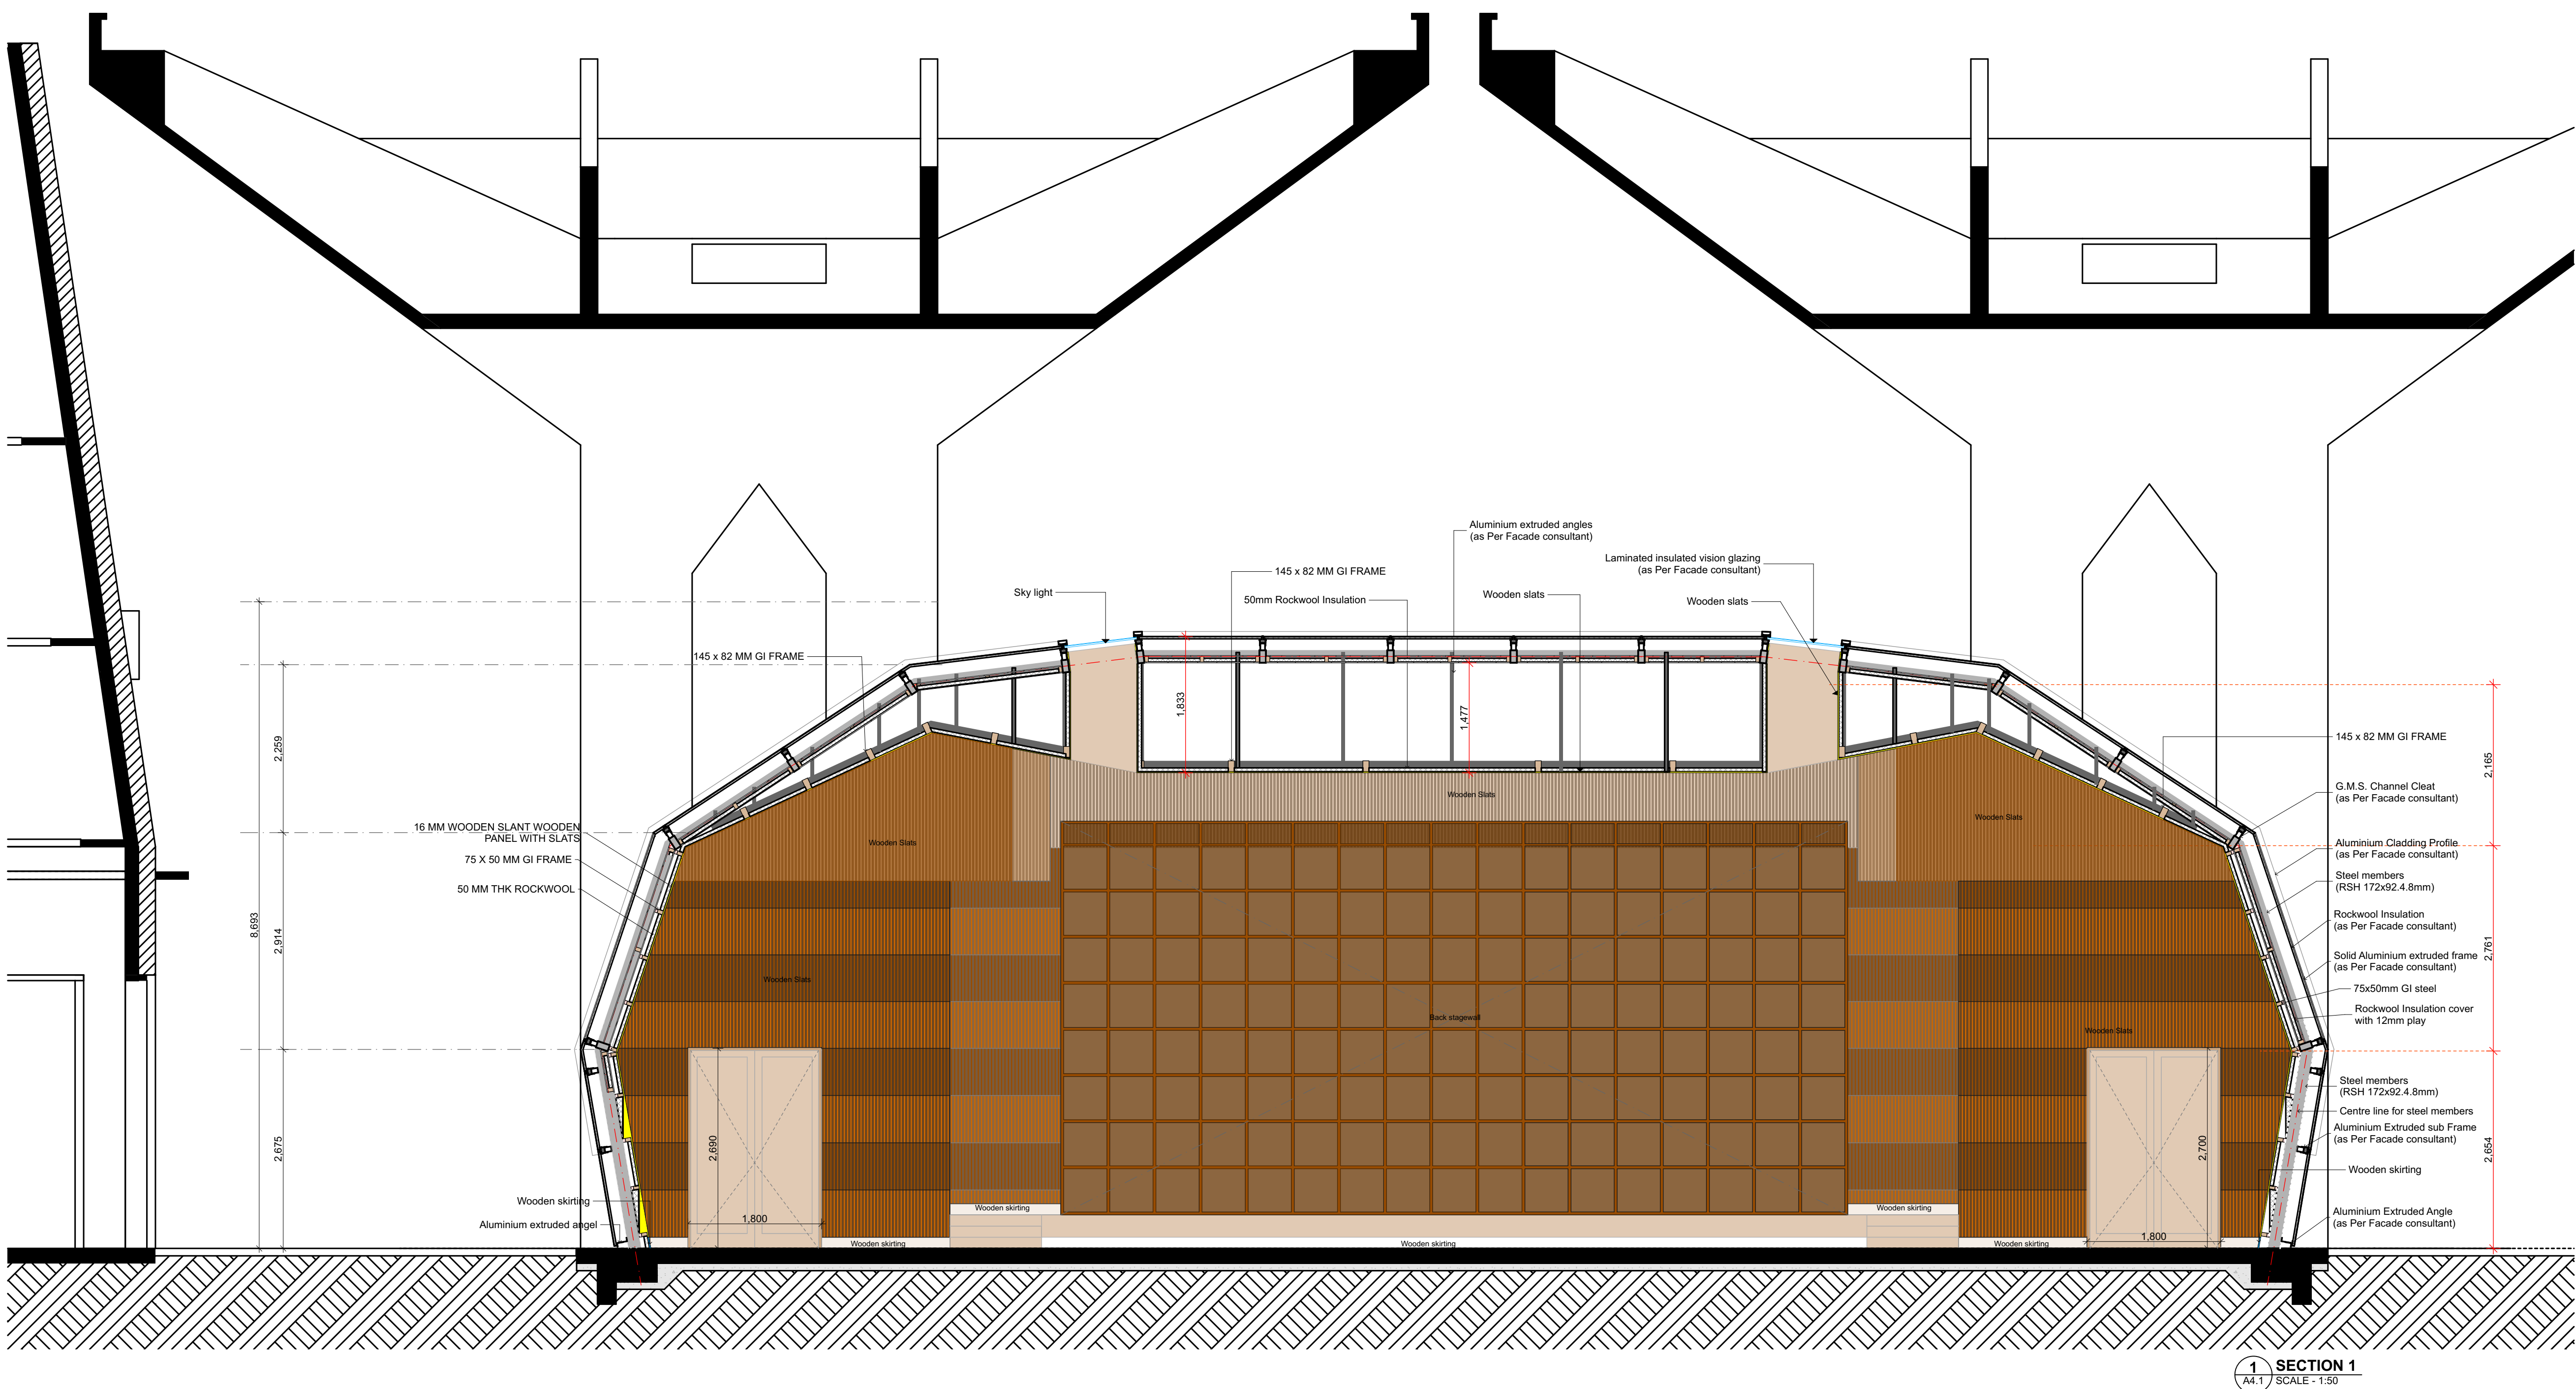 Aluminium extruded angles
(as Per Facade consultant)
Laminated insulated vision glazing
(as Per Facade consultant)
145 x 82 MM GI FRAME
Sky light
50mm Rockwool Insulation
Wooden slats
Wooden slats
145 x 82 MM GI FRAME
1,833
1,477
2,259
8,693
2,914
2,675
16 MM WOODEN SLANT WOODEN
PANEL WITH SLATS
75 X 50 MM GI FRAME
50 MM THK ROCKWOOL
Wooden Slats
Wooden Slats
Wooden Slats
Wooden Slats
Wooden Slats
Back stagewall
145 x 82 MM GI FRAME
2,165
G.M.S. Channel Cleat
(as Per Facade consultant)
Aluminium Cladding Profile
(as Per Facade consultant)
Steel members
(RSH 172x92.4.8mm)
Rockwool Insulation
(as Per Facade consultant)
2,761
Solid Aluminium extruded frame
(as Per Facade consultant)
75x50mm GI steel
Rockwool Insulation cover
with 12mm play
Steel members
(RSH 172x92.4.8mm)
Centre line for steel members
Aluminium Extruded sub Frame
(as Per Facade consultant)
2,654
Wooden skirting
Aluminium Extruded Angle
(as Per Facade consultant)
2,690
1,800
2,700
1,800
Wooden skirting
Aluminium extruded angel
Wooden skirting
Wooden skirting
Wooden skirting
Wooden skirting
Wooden skirting
1
A4.1
SECTION 1
SCALE - 1:50